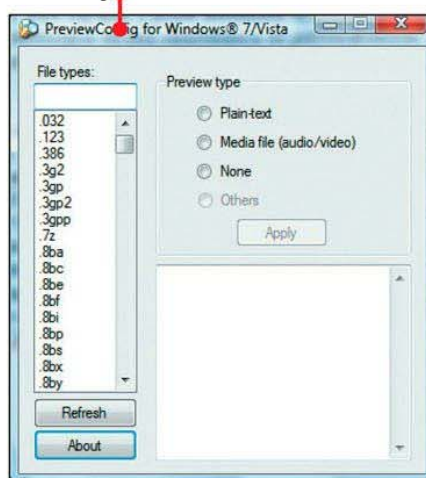 PreviewConfig for Windows® 7/Vista
File types:
.032
.123
.386
.3g2
.3gp
.3gp2
.3gpp
.7z
.8ba
.8bc
.8be
.8bf
.8bi
.8bp
.8bs
.8bx
.8by
Refresh
About
Preview type
Plain-text
Media file (audio/video)
None
Others
Apply